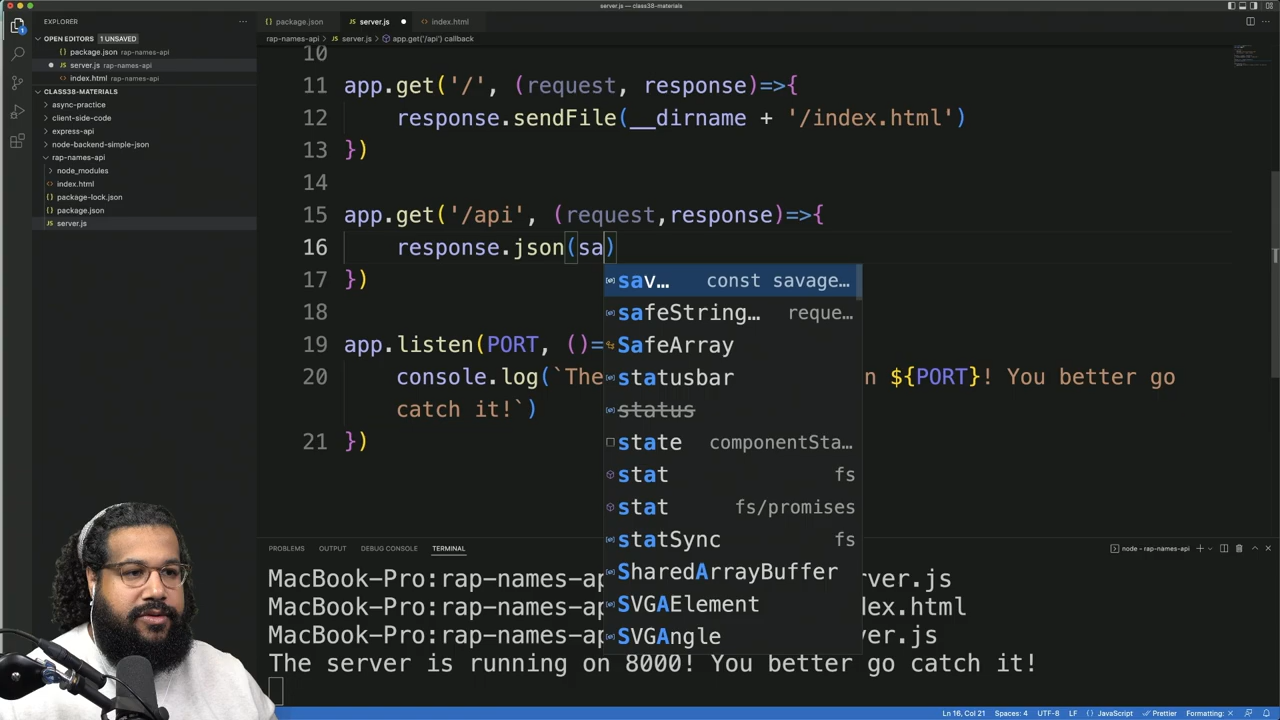 server.js — class38-materials
EXPLORER
package.json
server.js
index.html
OPEN EDITORS 1 UNSAVED
package.json rap-names-api
server.js rap-names-api
index.html rap-names-api
CLASS38-MATERIALS
async-practice
client-side-code
express-api
node-backend-simple-json
rap-names-api
node_modules
index.html
package-lock.json
package.json
server.js
rap-names-api > server.js > app.get('/api') callback
10
11 app.get('/', (request, response)=>{
12 response.sendFile(__dirname + '/index.html')
13 })
14
15 app.get('/api', (request,response)=>{
16 response.json(sa)
17 })
18
19 app.listen(PORT, ()=
20 console.log(`The n ${PORT}! You better go
catch it!`)
21 })
sav… const savage…
safeString… reque…
SafeArray
statusbar
status
state componentSta…
stat fs
stat fs/promises
statSync fs
SharedArrayBuffer
SVGAElement
SVGAngle
PROBLEMS OUTPUT DEBUG CONSOLE TERMINAL
node - rap-names-api
MacBook-Pro:rap-names-ap rver.js
MacBook-Pro:rap-names-ap dex.html
MacBook-Pro:rap-names-ap rver.js
The server is running on 8000! You better go catch it!
Ln 16, Col 21 Spaces: 4 UTF-8 LF { } JavaScript Prettier Formatting: ×